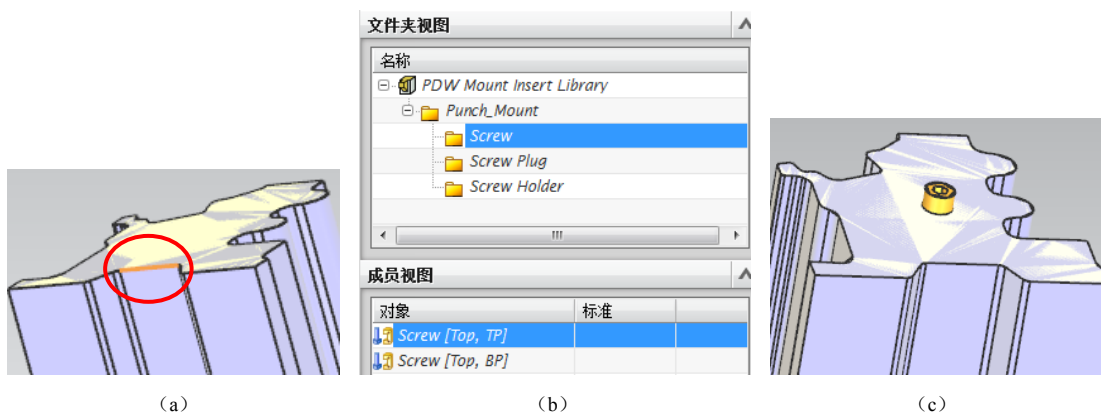 文件夹视图
名称
PDW Mount Insert Library
Punch_Mount
Screw
Screw Plug
Screw Holder
成员视图
对象 标准
Screw [Top, TP]
Screw [Top, BP]
（a） （b） （c）